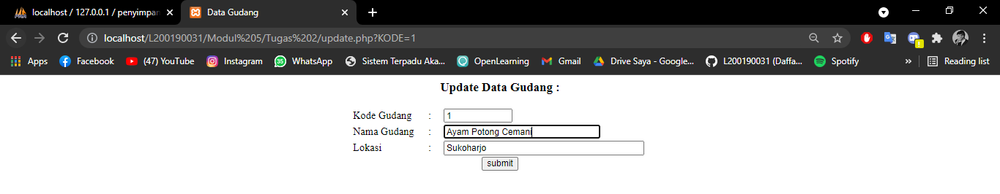 localhost / 127.0.0.1 / penyimpan
Data Gudang
localhost/L200190031/Modul%205/Tugas%202/update.php?KODE=1
Apps Facebook (47) YouTube Instagram 35 WhatsApp Sistem Terpadu Aka... OpenLearning Gmail Drive Saya - Google... L200190031 (Daffa... Spotify » Reading list
Update Data Gudang :
Kode Gudang : 1
Nama Gudang : Ayam Potong Cemani
Lokasi : Sukoharjo
submit